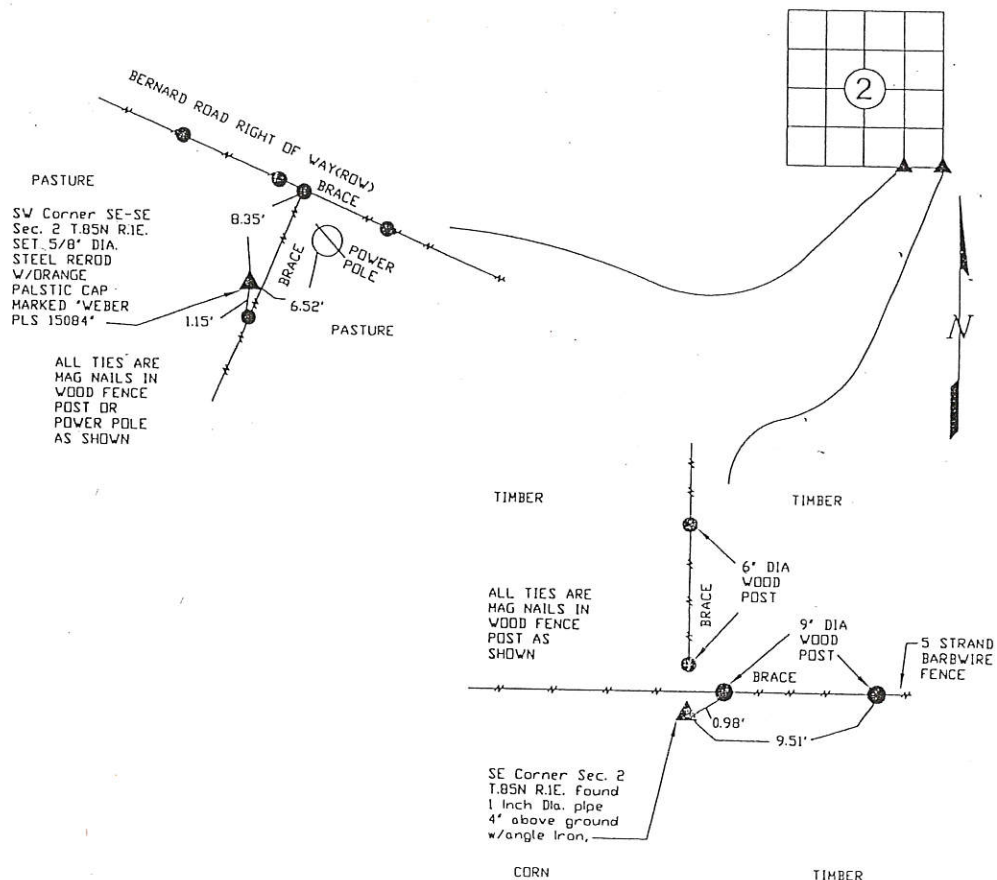 2
BERNARD ROAD RIGHT OF WAY(ROW)
BRACE
PASTURE
8.35'
BRACE
POWER
POLE
SW Corner SE-SE
Sec. 2 T.85N R.1E.
SET 5/8" DIA.
STEEL REROD
W/ORANGE
PALSTIC CAP
MARKED "WEBER
PLS 15084"
6.52'
1.15'
PASTURE
ALL TIES ARE
MAG NAILS IN
WOOD FENCE
POST OR
POWER POLE
AS SHOWN
N
TIMBER
TIMBER
6" DIA
WOOD
POST
ALL TIES ARE
MAG NAILS IN
WOOD FENCE
POST AS
SHOWN
BRACE
9" DIA
WOOD
POST
5 STRAND
BARBWIRE
FENCE
BRACE
0.98'
9.51'
SE Corner Sec. 2
T.85N R.1E. Found
1 Inch Dia. pipe
4" above ground
w/angle Iron,
CORN
TIMBER